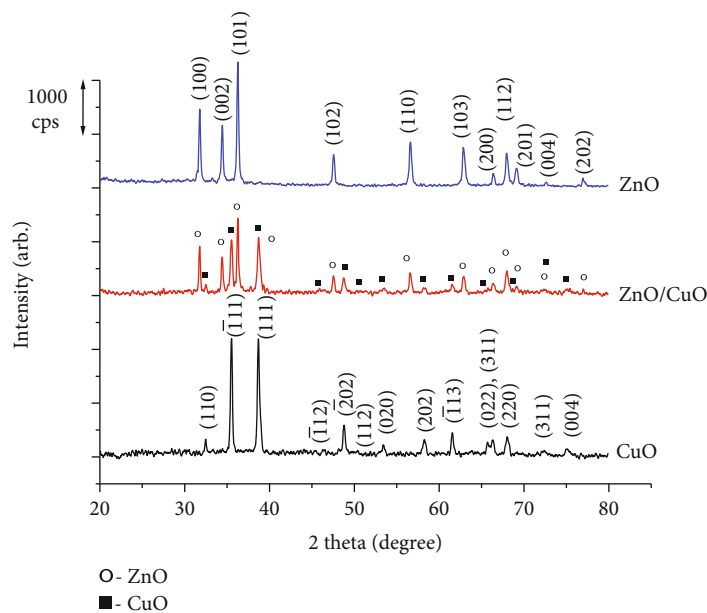 1000
cps
(100)
(002)
(101)
(102)
(110)
(103)
(200)
(112)
(201)
(004)
(202)
ZnO
ZnO/CuO
(1̅11)
(111)
(110)
(1̅12)
(2̅02)
(112)
(020)
(202)
(1̅13)
(022), (311)
(220)
(311)
(004)
CuO
Intensity (arb.)
20 30 40 50 60 70 80
2 theta (degree)
- ZnO
- CuO